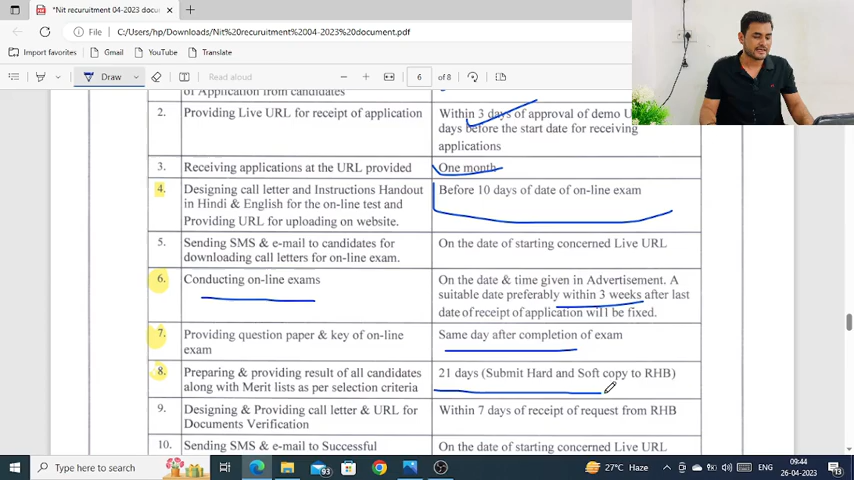 *Nit recuruitment 04-2023 docum
File
C:/Users/hp/Downloads/Nit%20recruitment%2004-2023%20document.pdf
Import favorites
Gmail
YouTube
Translate
Draw
Read aloud
6
of 8
of Application from candidates
2. Providing Live URL for receipt of application
Within 3 days of approval of demo U
days before the start date for receiving
applications
3. Receiving applications at the URL provided
One month
4. Designing call letter and Instructions Handout
in Hindi & English for the on-line test and
Providing URL for uploading on website.
Before 10 days of date of on-line exam
5. Sending SMS & e-mail to candidates for
downloading call letters for on-line exam.
On the date of starting concerned Live URL
6. Conducting on-line exams
On the date & time given in Advertisement. A
suitable date preferably within 3 weeks after last
date of receipt of application will be fixed.
7. Providing question paper & key of on-line
exam
Same day after completion of exam
8. Preparing & providing result of all candidates
along with Merit lists as per selection criteria
21 days (Submit Hard and Soft copy to RHB)
9. Designing & Providing call letter & URL for
Documents Verification
Within 7 days of receipt of request from RHB
10. Sending SMS & e-mail to Successful
On the date of starting concerned Live URL
Type here to search
93
27°C Haze
ENG
09:44
26-04-2023
13